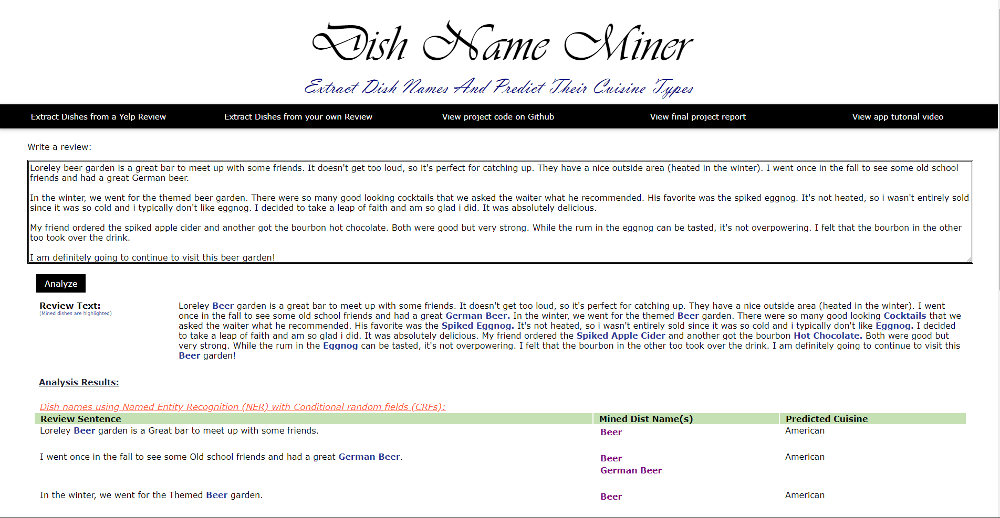 Dish Name Miner
Extract Dish Names And Predict Their Cuisine Types
Extract Dishes from a Yelp Review
Extract Dishes from your own Review
View project code on Github
View final project report
View app tutorial video
Write a review:
Loreley beer garden is a great bar to meet up with some friends. It doesn't get too loud, so it's perfect for catching up. They have a nice outside area (heated in the winter). I went once in the fall to see some old school
friends and had a great German beer.
In the winter, we went for the themed beer garden. There were so many good looking cocktails that we asked the waiter what he recommended. His favorite was the spiked eggnog. It's not heated, so i wasn't entirely sold
since it was so cold and i typically don't like eggnog. I decided to take a leap of faith and am so glad i did. It was absolutely delicious.
My friend ordered the spiked apple cider and another got the bourbon hot chocolate. Both were good but very strong. While the rum in the eggnog can be tasted, it's not overpowering. I felt that the bourbon in the other
too took over the drink.
I am definitely going to continue to visit this beer garden!
Analyze
Review Text:
(Mined dishes are highlighted)
Loreley Beer garden is a great bar to meet up with some friends. It doesn't get too loud, so it's perfect for catching up. They have a nice outside area (heated in the winter). I went
once in the fall to see some old school friends and had a great German Beer. In the winter, we went for the themed Beer garden. There were so many good looking Cocktails that we
asked the waiter what he recommended. His favorite was the Spiked Eggnog. It's not heated, so i wasn't entirely sold since it was so cold and i typically don't like Eggnog. I decided
to take a leap of faith and am so glad i did. It was absolutely delicious. My friend ordered the Spiked Apple Cider and another got the bourbon Hot Chocolate. Both were good but
very strong. While the rum in the Eggnog can be tasted, it's not overpowering. I felt that the bourbon in the other too took over the drink. I am definitely going to continue to visit this
Beer garden!
Analysis Results:
Dish names using Named Entity Recognition (NER) with Conditional random fields (CRFs):
Review Sentence Mined Dist Name(s) Predicted Cuisine
Loreley Beer garden is a Great bar to meet up with some friends. Beer American
I went once in the fall to see some Old school friends and had a great German Beer. Beer American
German Beer
In the winter, we went for the Themed Beer garden. Beer American